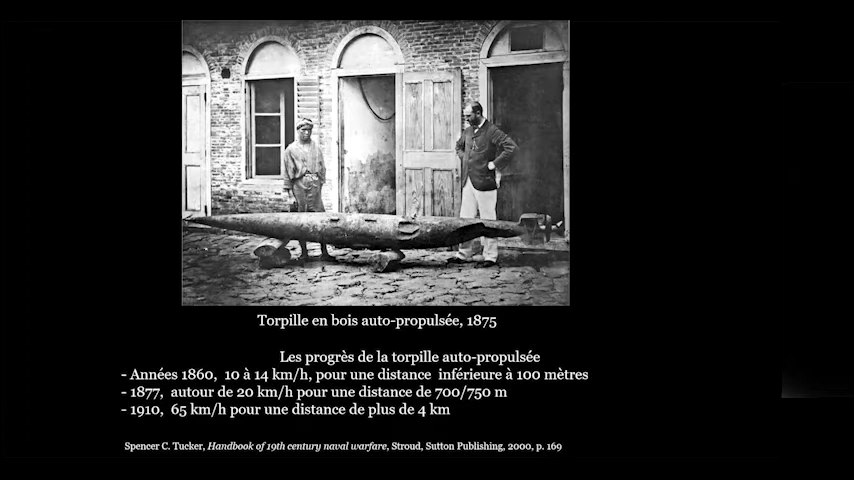 Torpille en bois auto-propulsée, 1875
Les progrès de la torpille auto-propulsée
- Années 1860, 10 à 14 km/h, pour une distance inférieure à 100 mètres
- 1877, autour de 20 km/h pour une distance de 700/750 m
- 1910, 65 km/h pour une distance de plus de 4 km
Spencer C. Tucker, Handbook of 19th century naval warfare, Stroud, Sutton Publishing, 2000, p. 169